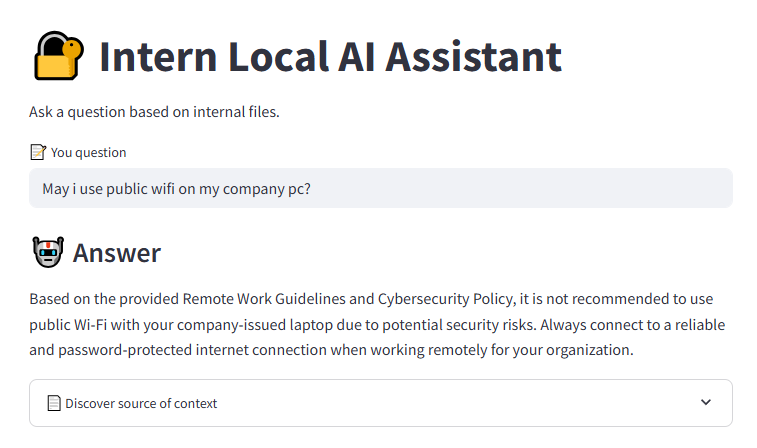 Intern Local AI Assistant
Ask a question based on internal files.
You question
May i use public wifi on my company pc?
Answer
Based on the provided Remote Work Guidelines and Cybersecurity Policy, it is not recommended to use
public Wi-Fi with your company-issued laptop due to potential security risks. Always connect to a reliable
and password-protected internet connection when working remotely for your organization.
Discover source of context